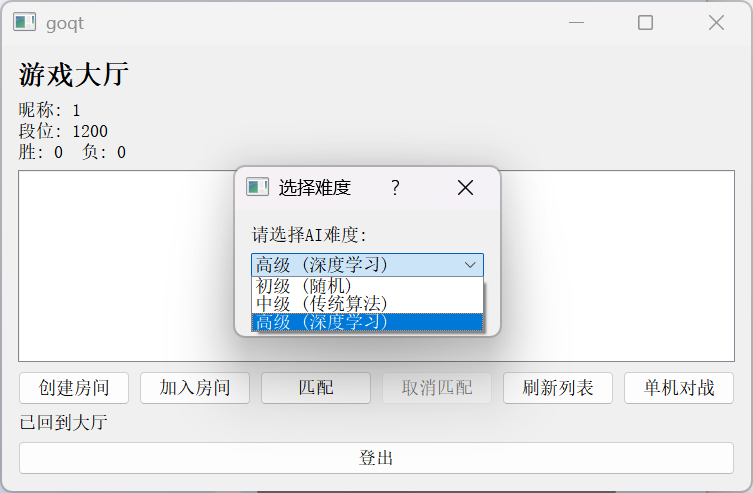 goqt
游戏大厅
昵称: 1
段位: 1200
胜: 0 负: 0
选择难度 ?
请选择AI难度:
高级 (深度学习)
初级 (随机)
中级 (传统算法)
高级 (深度学习)
创建房间 加入房间 匹配 取消匹配 刷新列表 单机对战
已回到大厅
登出